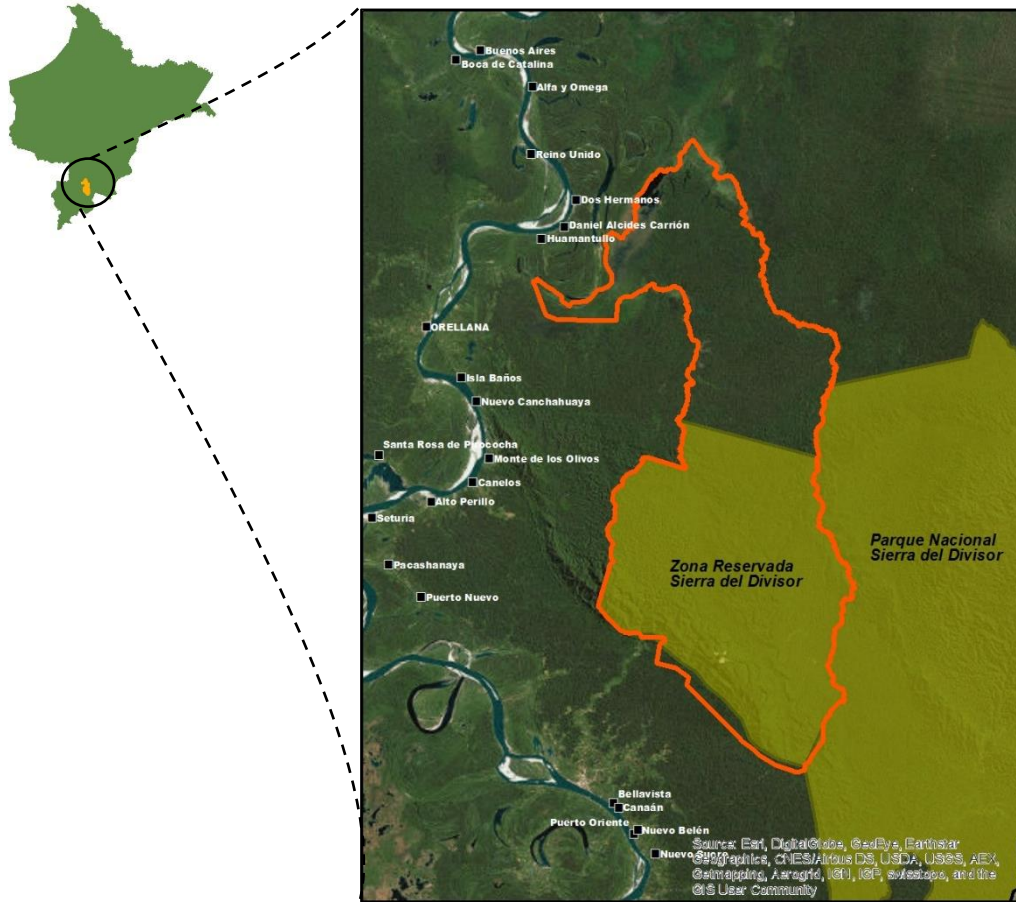 Buenos Aires
Boca de Catalina
Alfa y Omega
Reino Unido
Dos Hermanos
Daniel Alcides Carrión
Huamantullo
ORELLANA
Isla Baños
Nuevo Canchahuaya
Santa Rosa de
Monte de los Olivos
Canelos
Alto Perillo
Seturia
Pacashanaya
Puerto Nuevo
Parque Nacional
Sierra del Divisor
Zona Reservada
Sierra del Divisor
Bellavista
Canaán
Puerto Oriente
Nuevo Belén
Nuevo Sucre
Source: Esri, DigitalGlobe, GeoEye, Earthstar
Geographics, CNES/Airbus DS, USDA, USGS, AEX,
Getmapping, Aerogrid, IGN, IGP, swisstopo, and the
GIS User Community